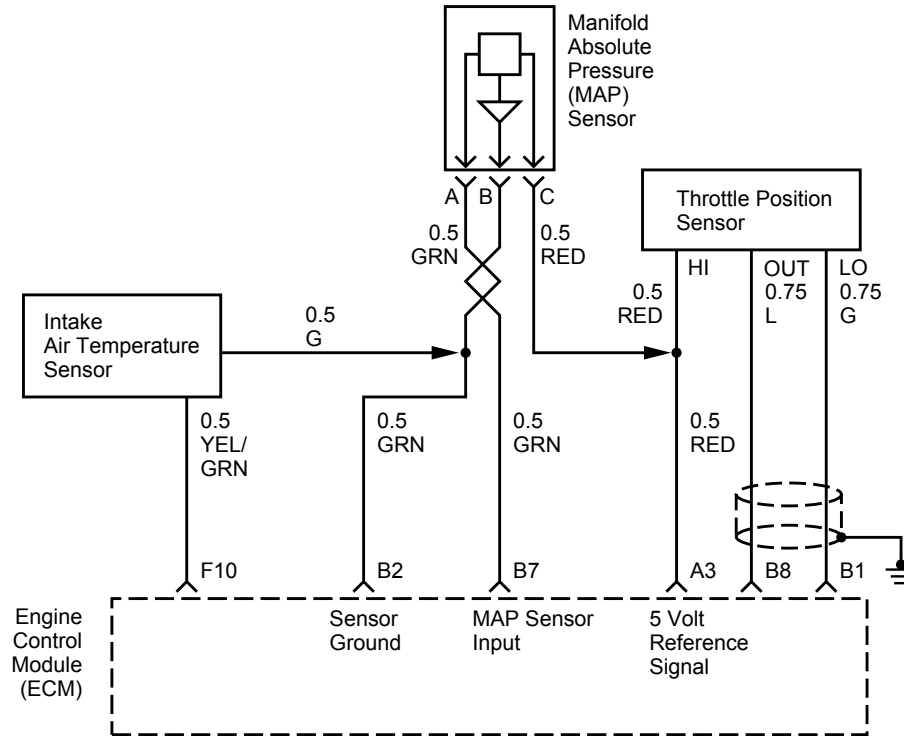 Manifold
Absolute
Pressure
(MAP)
Sensor
A B C
0.5
GRN
0.5
RED
Throttle Position
Sensor
HI OUT LO
0.5
RED
0.75
L
0.75
G
Intake
Air Temperature
Sensor
0.5
G
0.5
YEL/
GRN
0.5
GRN
0.5
GRN
0.5
RED
F10 B2 B7 A3 B8 B1
Engine
Control
Module
(ECM)
Sensor
Ground
MAP Sensor
Input
5 Volt
Reference
Signal